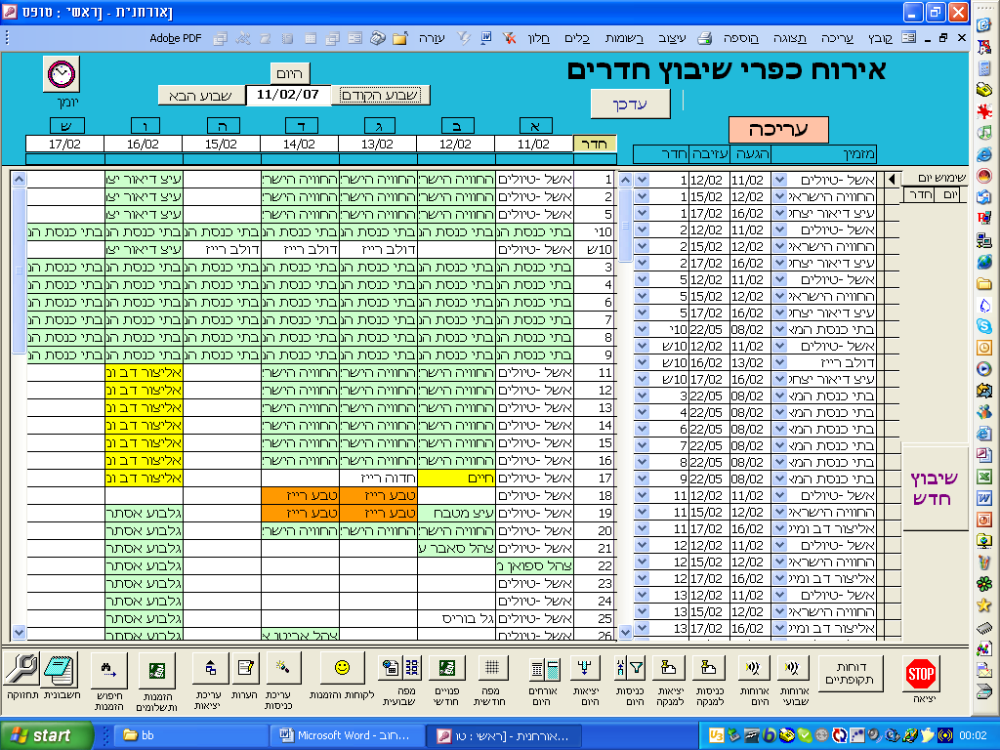 [אורחנית - [ראשי : טופס
קובץ עריכה תצוגה הוספה עיצוב רשומות כלים חלון עזרה Adobe PDF
אירוח כפרי שיבוץ חדרים
עדכן
עריכה
היום
שבוע הקודם 11/02/07 שבוע הבא
יומן
א ב ג ד ה ו ש
חדר 11/02 12/02 13/02 14/02 15/02 16/02 17/02
מזמין הגעה עזיבה חדר
שימוש יום
יום חדר
1 אשל -טיולים החוויה הישר: החוויה הישר: החוויה הישר: עיצ דיאור יצו
2 אשל -טיולים החוויה הישר: החוויה הישר: החוויה הישר: עיצ דיאור יצו
5 אשל -טיולים החוויה הישר: החוויה הישר: החוויה הישר: עיצ דיאור יצו
10י בתי כנסת הנ בתי כנסת הנ בתי כנסת הנ בתי כנסת הנ בתי כנסת הנ בתי כנסת הנ בתי כנסת הנ
10ש אשל -טיולים דולב רייז דולב רייז דולב רייז עיצ דיאור יצו
3 בתי כנסת הנ בתי כנסת הנ בתי כנסת הנ בתי כנסת הנ בתי כנסת הנ בתי כנסת הנ בתי כנסת הנ
4 בתי כנסת הנ בתי כנסת הנ בתי כנסת הנ בתי כנסת הנ בתי כנסת הנ בתי כנסת הנ בתי כנסת הנ
6 בתי כנסת הנ בתי כנסת הנ בתי כנסת הנ בתי כנסת הנ בתי כנסת הנ בתי כנסת הנ בתי כנסת הנ
7 בתי כנסת הנ בתי כנסת הנ בתי כנסת הנ בתי כנסת הנ בתי כנסת הנ בתי כנסת הנ בתי כנסת הנ
8 בתי כנסת הנ בתי כנסת הנ בתי כנסת הנ בתי כנסת הנ בתי כנסת הנ בתי כנסת הנ בתי כנסת הנ
9 בתי כנסת הנ בתי כנסת הנ בתי כנסת הנ בתי כנסת הנ בתי כנסת הנ בתי כנסת הנ בתי כנסת הנ
11 אשל -טיולים החוויה הישר: החוויה הישר: החוויה הישר: אליצור דב ומ
12 אשל -טיולים החוויה הישר: החוויה הישר: החוויה הישר: אליצור דב ומ
13 אשל -טיולים החוויה הישר: החוויה הישר: החוויה הישר: אליצור דב ומ
14 אשל -טיולים החוויה הישר: החוויה הישר: החוויה הישר: אליצור דב ומ
15 אשל -טיולים החוויה הישר: החוויה הישר: החוויה הישר: אליצור דב ומ
16 אשל -טיולים החוויה הישר: החוויה הישר: החוויה הישר: אליצור דב ומ
17 אשל -טיולים חיים חדוה רייז אליצור דב ומ
18 אשל -טיולים טבע רייז טבע רייז
19 אשל -טיולים עיצ מטבח טבע רייז טבע רייז גלבוע אסתר
20 אשל -טיולים החוויה הישר: החוויה הישר: החוויה הישר: גלבוע אסתר
21 אשל -טיולים צהל סאבר ע גלבוע אסתר
22 צהל ספואן מ גלבוע אסתר
23 אשל -טיולים גלבוע אסתר
24 אשל -טיולים גלבוע אסתר
25 אשל -טיולים גל בוריס גלבוע אסתר
26 אשל -טיולים צהל אריטו א גלבוע אסתר
אשל -טיולים 11/02 12/02 1
החוויה הישראי 12/02 15/02 1
עיצ דיאור יצחי 16/02 17/02 1
אשל -טיולים 11/02 12/02 2
החוויה הישראי 12/02 15/02 2
עיצ דיאור יצחי 16/02 17/02 2
אשל -טיולים 11/02 12/02 5
החוויה הישראי 12/02 15/02 5
עיצ דיאור יצחי 16/02 17/02 5
בתי כנסת המא 08/02 22/05 10י
אשל -טיולים 11/02 12/02 10ש
דולב רייז 13/02 16/02 10ש
עיצ דיאור יצחי 16/02 17/02 10ש
בתי כנסת המא 08/02 22/05 3
בתי כנסת המא 08/02 22/05 4
בתי כנסת המא 08/02 22/05 6
בתי כנסת המא 08/02 22/05 7
בתי כנסת המא 08/02 22/05 8
בתי כנסת המא 08/02 22/05 9
אשל -טיולים 11/02 12/02 11
החוויה הישראי 12/02 15/02 11
אליצור דב ומיי 16/02 17/02 11
אשל -טיולים 11/02 12/02 12
החוויה הישראי 12/02 15/02 12
אליצור דב ומיי 16/02 17/02 12
אשל -טיולים 11/02 12/02 13
החוויה הישראי 12/02 15/02 13
אליצור דב ומיי 16/02 17/02 13
שיבוץ
חדש
STOP
יציאה
דוחות
תקופתיים
ארוחות
שבועי
ארוחות
היום
כניסות
למנקה
יציאות
למנקה
כניסות
היום
יציאות
היום
אורחים
היום
מפה
חודשית
פנויים
חודשי
מפה
שבועית
לקוחות והזמנות
עריכת
כניסות
הערות
עריכת
יציאות
הזמנות
ותשלומים
חיפוש
הזמנות
חשבונית
תחזוקה
start
bb
Microsoft Word - חוב...
אורחנית - [ראשי : טו...
00:02